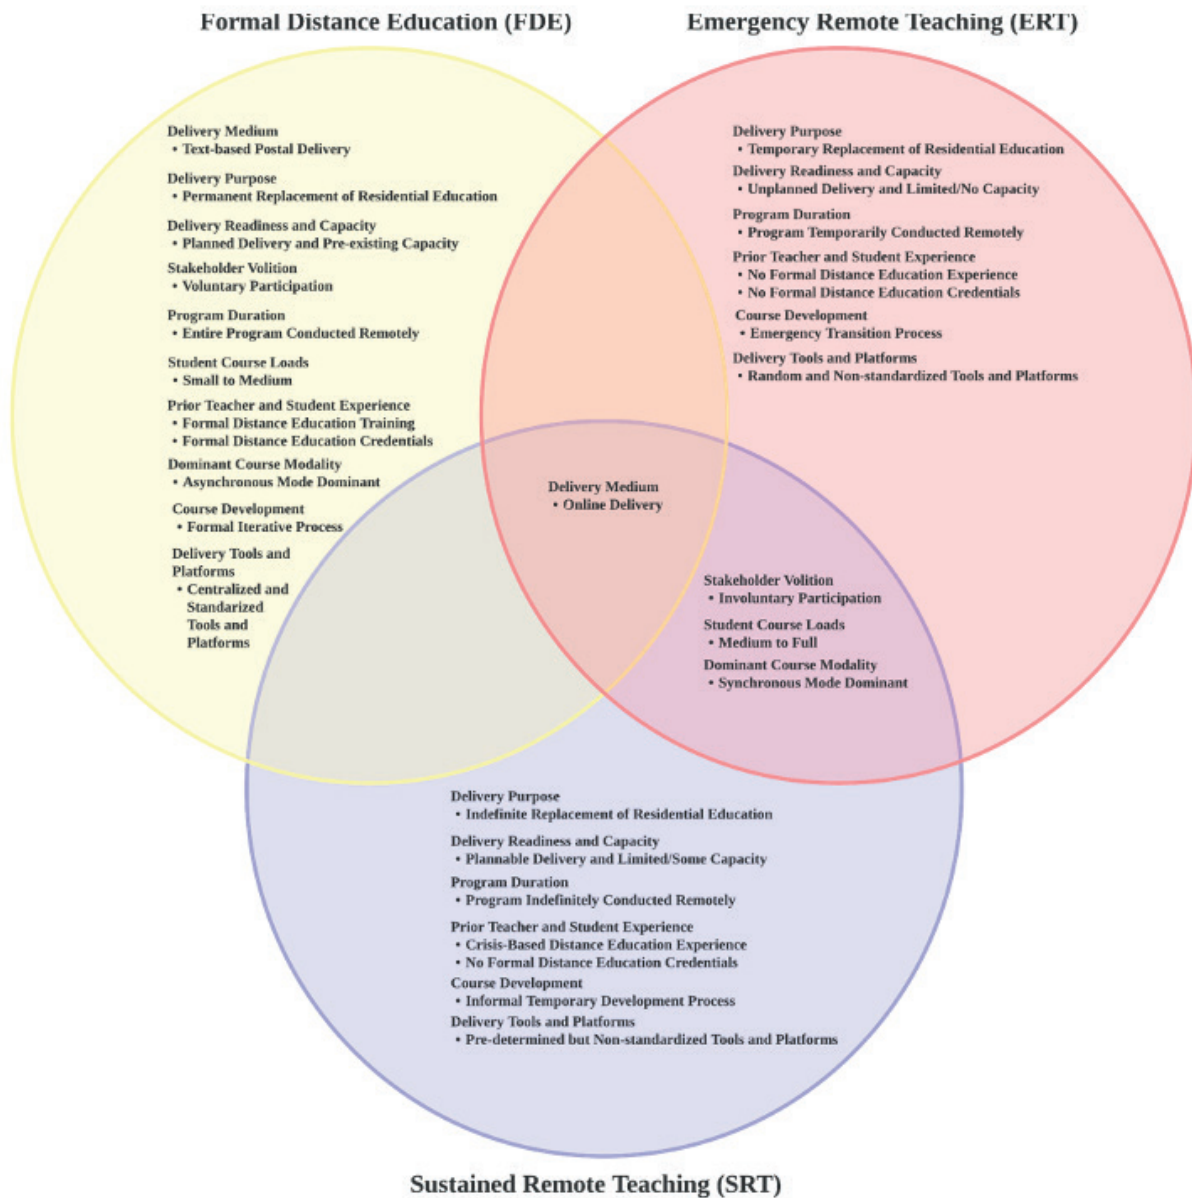 Formal Distance Education (FDE)
Emergency Remote Teaching (ERT)
Delivery Medium
• Text-based Postal Delivery
Delivery Purpose
• Permanent Replacement of Residential Education
Delivery Readiness and Capacity
• Planned Delivery and Pre-existing Capacity
Stakeholder Volition
• Voluntary Participation
Program Duration
• Entire Program Conducted Remotely
Student Course Loads
• Small to Medium
Prior Teacher and Student Experience
• Formal Distance Education Training
• Formal Distance Education Credentials
Dominant Course Modality
• Asynchronous Mode Dominant
Course Development
• Formal Iterative Process
Delivery Tools and
Platforms
• Centralized and
Standarized
Tools and
Platforms
Delivery Purpose
• Temporary Replacement of Residential Education
Delivery Readiness and Capacity
• Unplanned Delivery and Limited/No Capacity
Program Duration
• Program Temporarily Conducted Remotely
Prior Teacher and Student Experience
• No Formal Distance Education Experience
• No Formal Distance Education Credentials
Course Development
• Emergency Transition Process
Delivery Tools and Platforms
• Random and Non-standardized Tools and Platforms
Delivery Medium
• Online Delivery
Stakeholder Volition
• Involuntary Participation
Student Course Loads
• Medium to Full
Dominant Course Modality
• Synchronous Mode Dominant
Delivery Purpose
• Indefinite Replacement of Residential Education
Delivery Readiness and Capacity
• Plannable Delivery and Limited/Some Capacity
Program Duration
• Program Indefinitely Conducted Remotely
Prior Teacher and Student Experience
• Crisis-Based Distance Education Experience
• No Formal Distance Education Credentials
Course Development
• Informal Temporary Development Process
Delivery Tools and Platforms
• Pre-determined but Non-standardized Tools and Platforms
Sustained Remote Teaching (SRT)